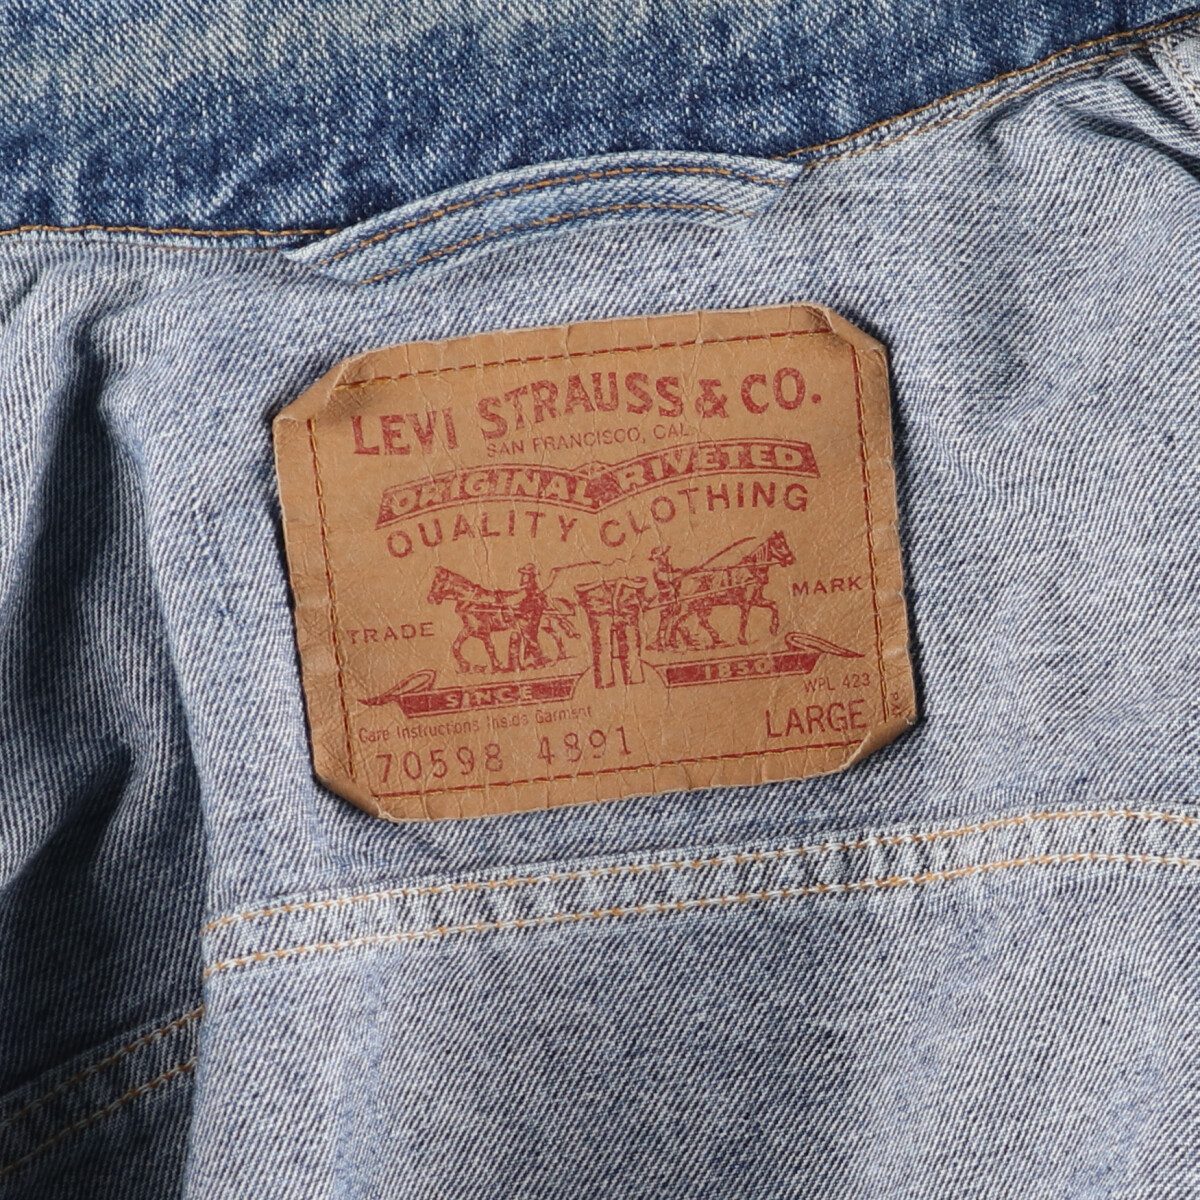 LEVI STRAUSS & CO.
SAN FRANCISCO, CAL.
ORIGINAL RIVETED
QUALITY CLOTHING
TRADE MARK
SINCE 1850
WPL 423
Care Instructions Inside Garment
LARGE
70598 4891